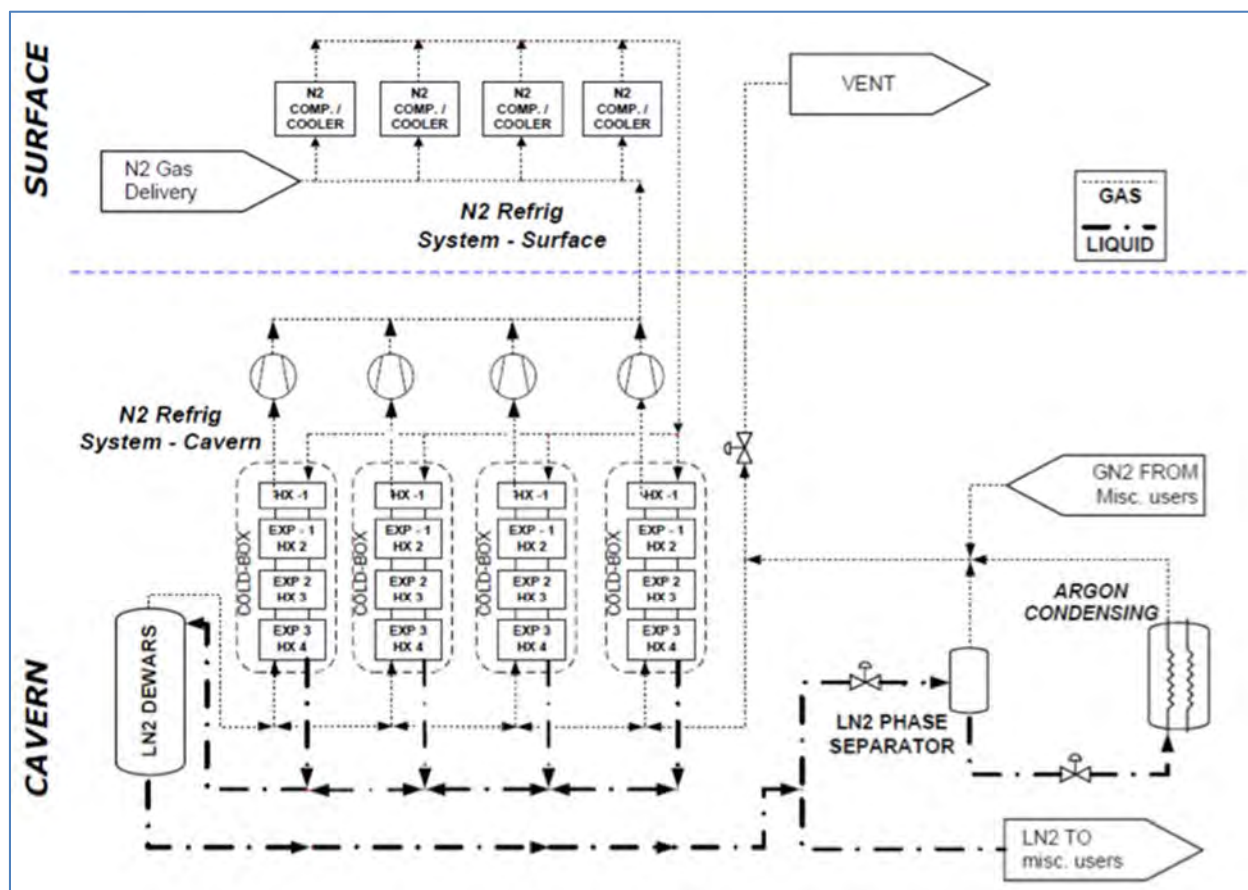 SURFACE
N2
COMP. /
COOLER
N2
COMP. /
COOLER
N2
COMP. /
COOLER
N2
COMP. /
COOLER
VENT
N2 Gas
Delivery
GAS
LIQUID
N2 Refrig
System - Surface
N2 Refrig
System - Cavern
CAVERN
COLD-BOX
HX -1
EXP - 1
HX 2
EXP 2
HX 3
EXP 3
HX 4
COLD-BOX
HX -1
EXP - 1
HX 2
EXP 2
HX 3
EXP 3
HX 4
COLD-BOX
HX -1
EXP - 1
HX 2
EXP 2
HX 3
EXP 3
HX 4
COLD-BOX
HX -1
EXP - 1
HX 2
EXP 2
HX 3
EXP 3
HX 4
GN2 FROM
Misc. users
ARGON
CONDENSING
LN2 DEWARS
LN2 PHASE
SEPARATOR
LN2 TO
misc. users